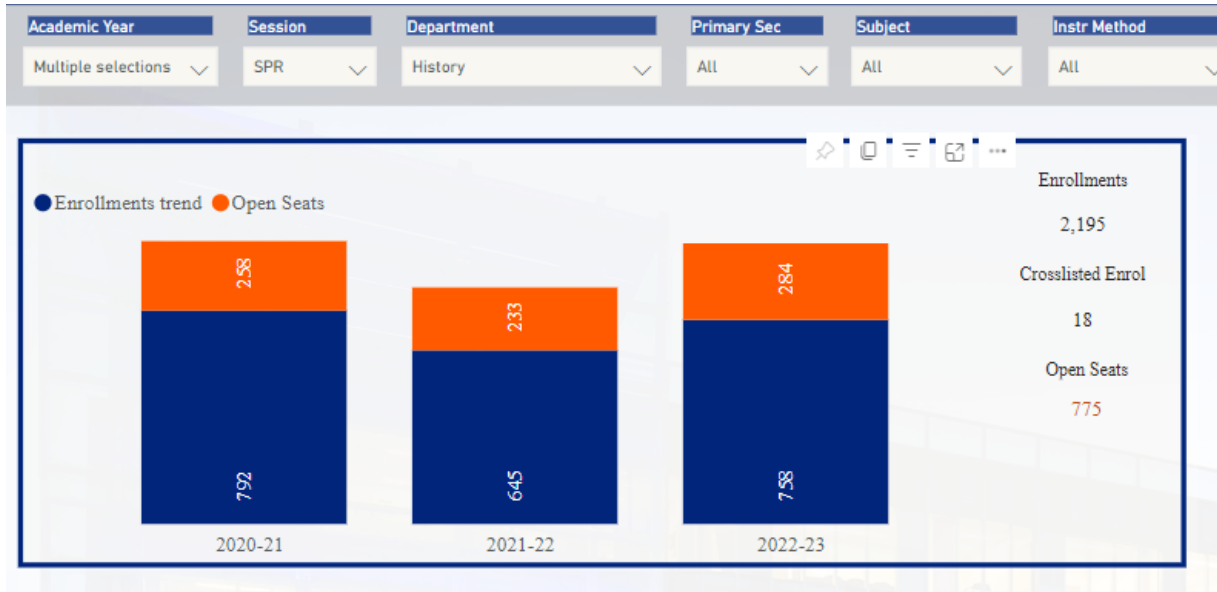 Academic Year Session Department Primary Sec Subject Instr Method
Multiple selections SPR History All All All
Enrollments trend Open Seats
Enrollments
2,195
Crosslisted Enrol
18
Open Seats
775
258 233 284
792 645 758
2020-21 2021-22 2022-23